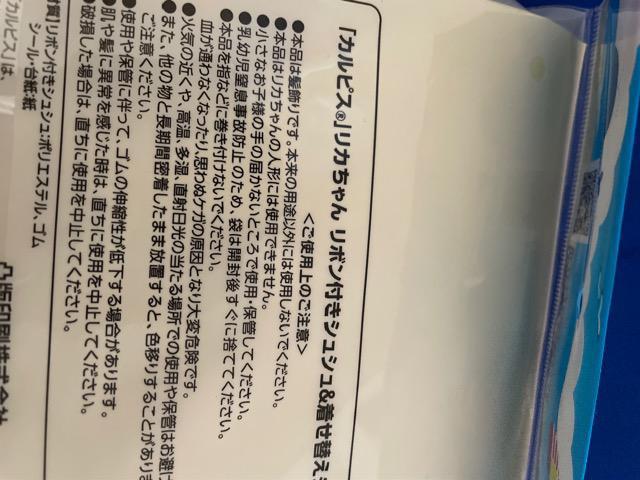 「カルピス®」リカちゃん リボン付きシュシュ&着せ替え
<ご使用上のご注意>
●本品は髪飾りです。本来の用途以外には使用しないでください。
●本品はリカちゃんの人形には使用できません。
●小さなお子様の手の届かないところで使用・保管してください。
●乳幼児窒息事故防止のため、袋は開封後すぐに捨ててください。
●本品を指などに巻き付けないでください。
血が通わなくなったり、思わぬケガの原因となり大変危険です。
●火気の近くや、高温、多湿、直射日光の当たる場所での使用や保管はお避け
●また、他の物と長期間密着したまま放置すると、色移りすることがあり
ご注意ください。
●使用や保管に伴って、ゴムの伸縮性が低下する場合があります。
●肌や髪に異常を感じた時は、直ちに使用を中止してください。
●破損した場合は、直ちに使用を中止してください。
リボン付きシュシュ:ポリエステル、ゴム
シール・台紙:紙
「カルピス」は、
凸版印刷株式会社